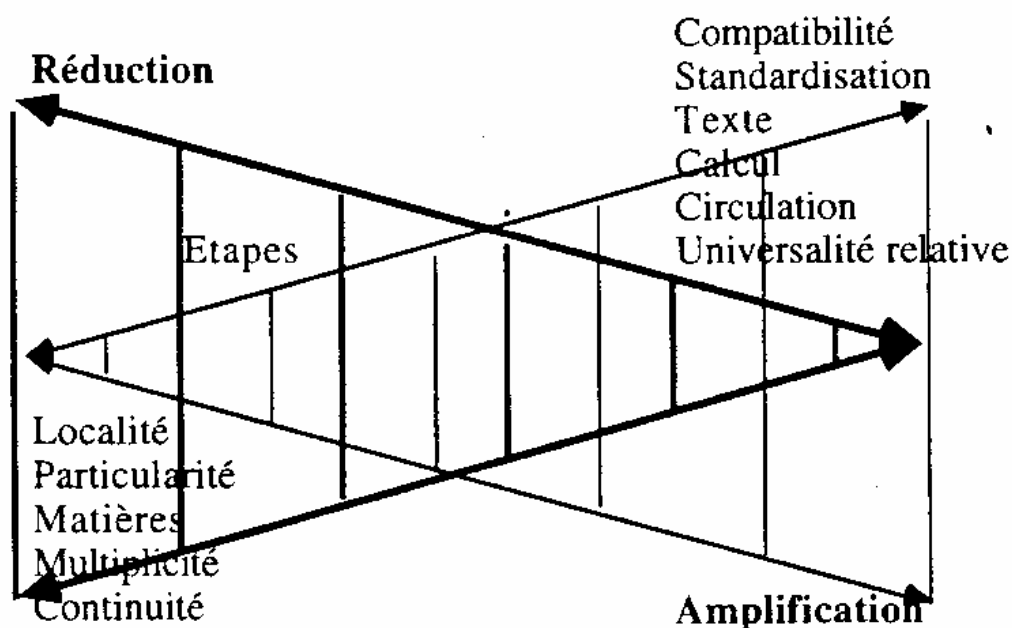 Réduction
Compatibilité
Standardisation
Texte
Calcul
Circulation
Universalité relative
Etapes
Localité
Particularité
Matières
Multiplicité
Continuité
Amplification